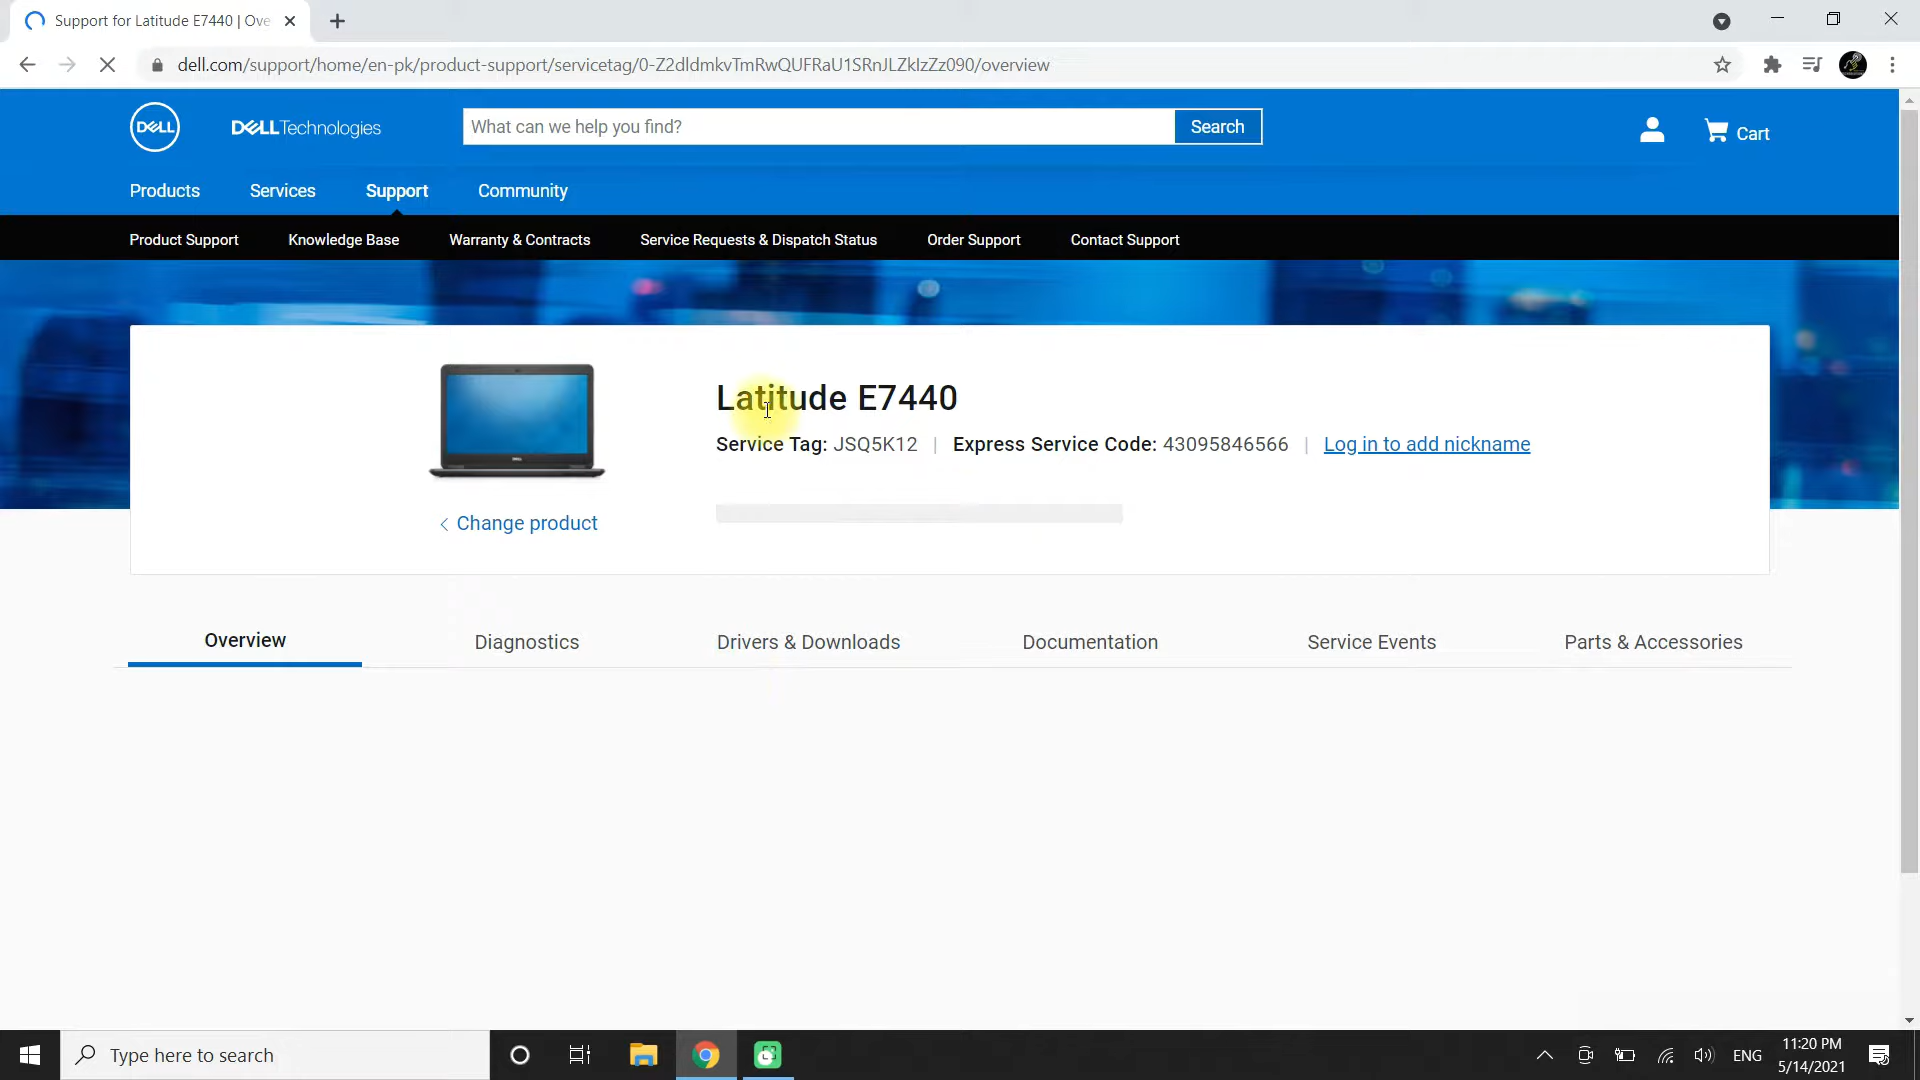 Support for Latitude E7440 | Ove
dell.com/support/home/en-pk/product-support/servicetag/0-Z2dldmkvTmRwQUFRaU1SRnJLZklzZz090/overview
DELL
DELLTechnologies
What can we help you find?
Search
Cart
Products
Services
Support
Community
Product Support
Knowledge Base
Warranty & Contracts
Service Requests & Dispatch Status
Order Support
Contact Support
Latitude E7440
Service Tag: JSQ5K12 | Express Service Code: 43095846566 | Log in to add nickname
Change product
Overview
Diagnostics
Drivers & Downloads
Documentation
Service Events
Parts & Accessories
Type here to search
ENG
11:20 PM
5/14/2021